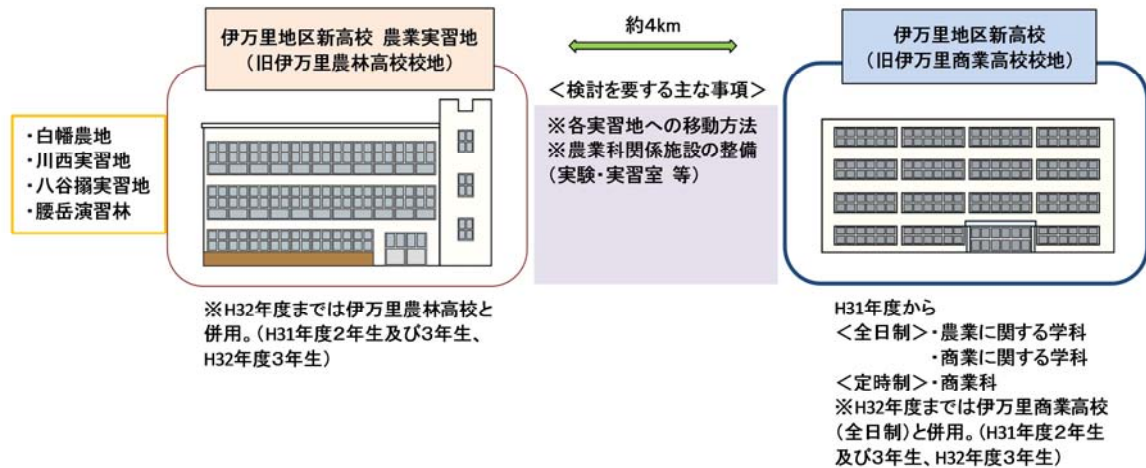 伊万里地区新高校 農業実習地
（旧伊万里農林高校校地）
・白幡農地
・川西実習地
・八谷搦実習地
・腰岳演習林
※H32年度までは伊万里農林高校と
併用。（H31年度2年生及び3年生、
H32年度3年生）
約4km
＜検討を要する主な事項＞
※各実習地への移動方法
※農業科関係施設の整備
（実験・実習室 等）
伊万里地区新高校
（旧伊万里商業高校校地）
H31年度から
＜全日制＞・農業に関する学科
・商業に関する学科
＜定時制＞・商業科
※H32年度までは伊万里商業高校
（全日制）と併用。（H31年度2年生
及び3年生、H32年度3年生）